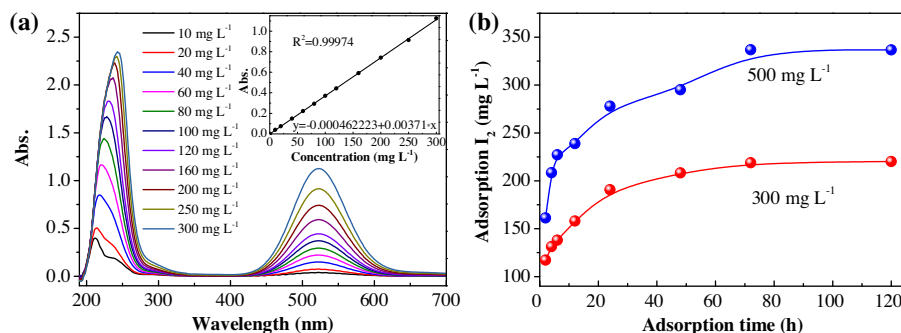 (a)
Abs.
2.5
2.0
1.5
1.0
0.5
0.0
200
300
400
500
600
700
Wavelength (nm)
10 mg L⁻¹
20 mg L⁻¹
40 mg L⁻¹
60 mg L⁻¹
80 mg L⁻¹
100 mg L⁻¹
120 mg L⁻¹
160 mg L⁻¹
200 mg L⁻¹
250 mg L⁻¹
300 mg L⁻¹
Abs.
1.2
1.0
0.8
0.6
0.4
0.2
0.0
R²=0.99974
y=-0.000462223+0.00371·x
0
100
200
300
Concentration (mg L⁻¹)
(b)
Adsorption I₂ (mg L⁻¹)
350
300
250
200
150
100
500 mg L⁻¹
300 mg L⁻¹
0
20
40
60
80
100
120
Adsorption time (h)